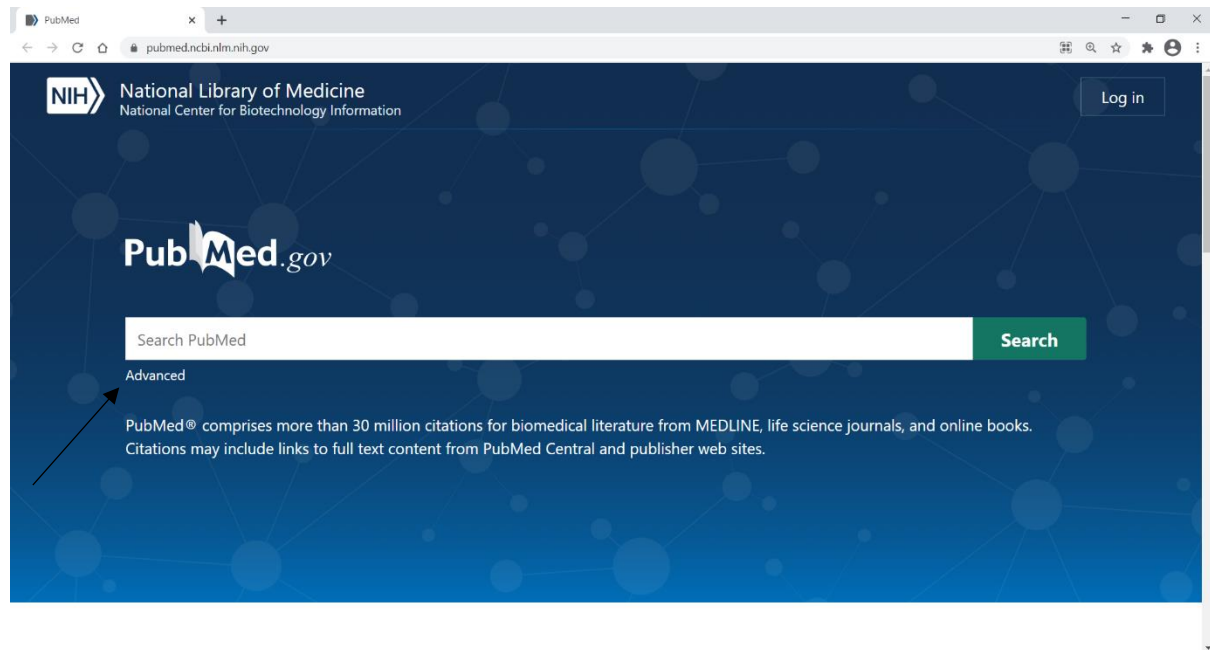 PubMed
pubmed.ncbi.nlm.nih.gov
NIH
National Library of Medicine
National Center for Biotechnology Information
Log in
PubMed.gov
Search PubMed
Search
Advanced
PubMed® comprises more than 30 million citations for biomedical literature from MEDLINE, life science journals, and online books.
Citations may include links to full text content from PubMed Central and publisher web sites.